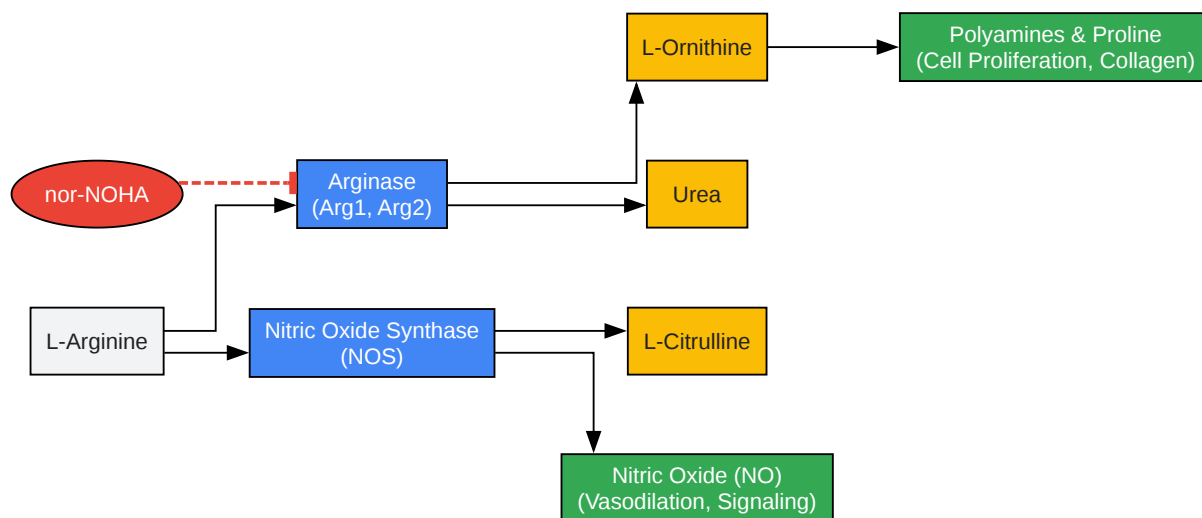 L-Ornithine
Polyamines & Proline
(Cell Proliferation, Collagen)
nor-NOHA
Arginase
(Arg1, Arg2)
Urea
L-Arginine
Nitric Oxide Synthase
(NOS)
L-Citrulline
Nitric Oxide (NO)
(Vasodilation, Signaling)